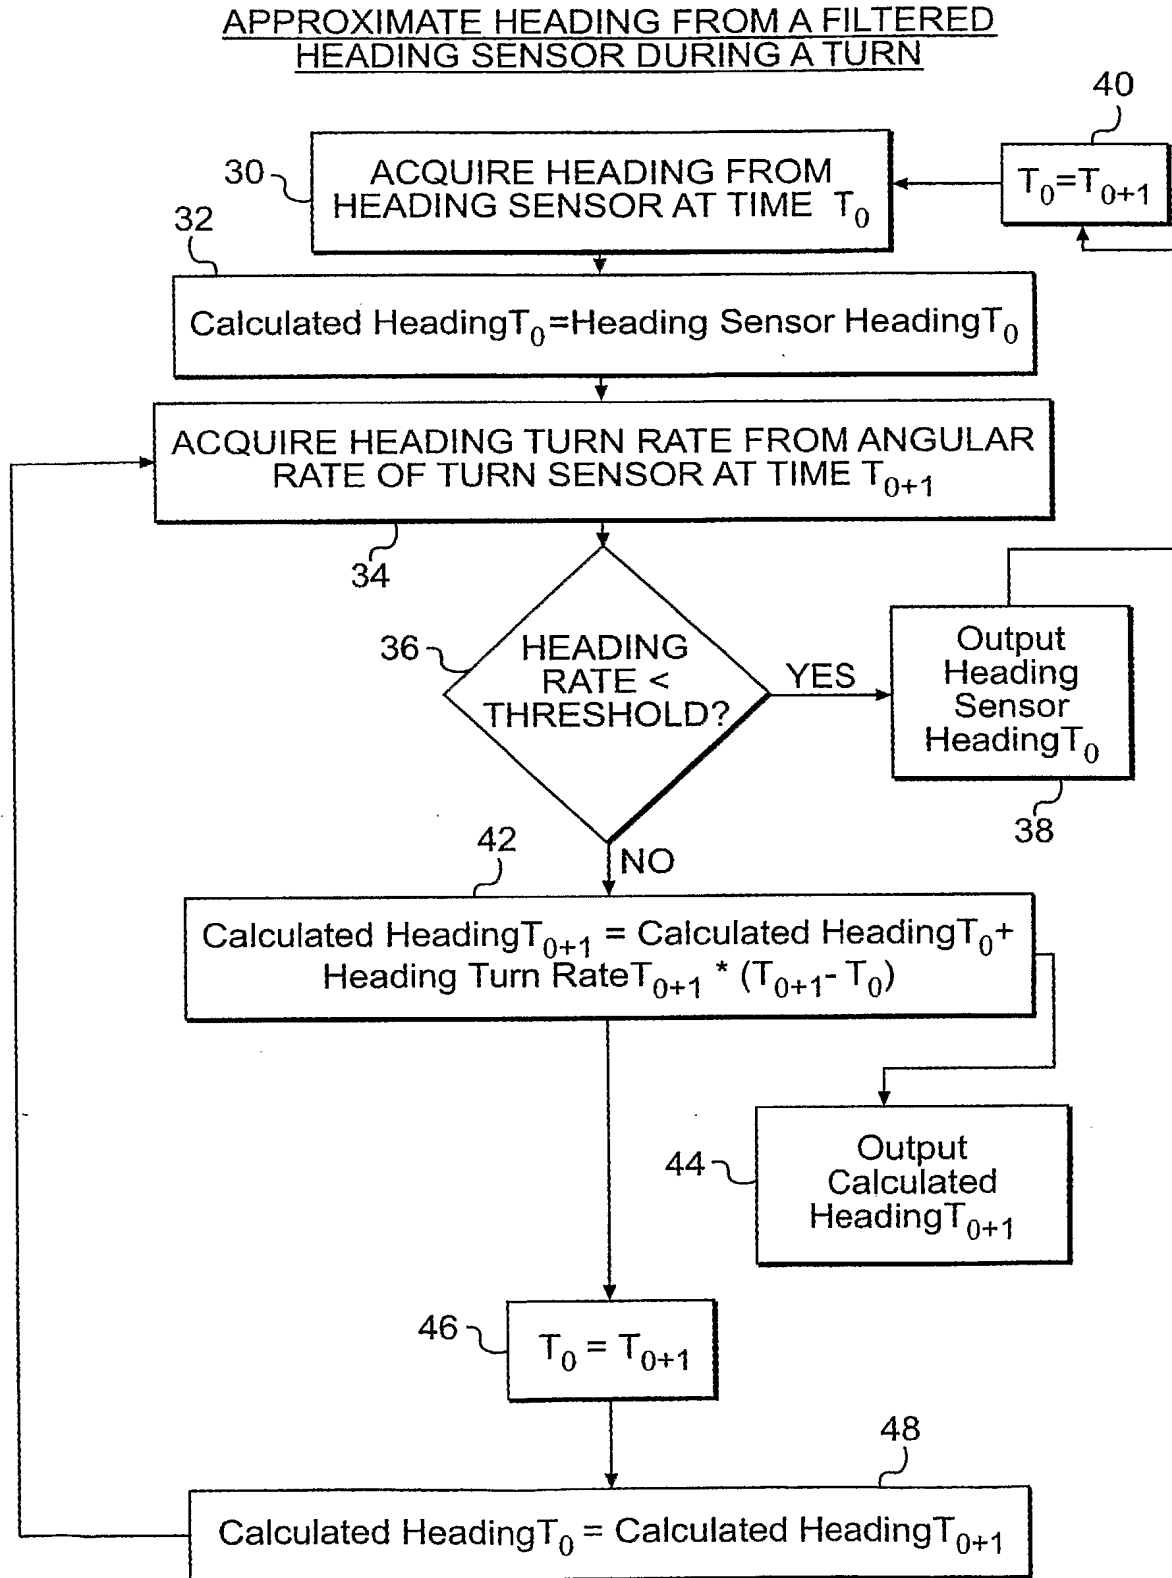 APPROXIMATE HEADING FROM A FILTERED
HEADING SENSOR DURING A TURN
40
30
ACQUIRE HEADING FROM
HEADING SENSOR AT TIME T0
T0=T0+1
32
Calculated HeadingT0=Heading Sensor HeadingT0
ACQUIRE HEADING TURN RATE FROM ANGULAR
RATE OF TURN SENSOR AT TIME T0+1
34
36
HEADING
RATE <
THRESHOLD?
YES
Output
Heading
Sensor
HeadingT0
38
NO
42
Calculated HeadingT0+1 = Calculated HeadingT0+
Heading Turn RateT0+1 * (T0+1- T0)
44
Output
Calculated
HeadingT0+1
46
T0 = T0+1
48
Calculated HeadingT0 = Calculated HeadingT0+1